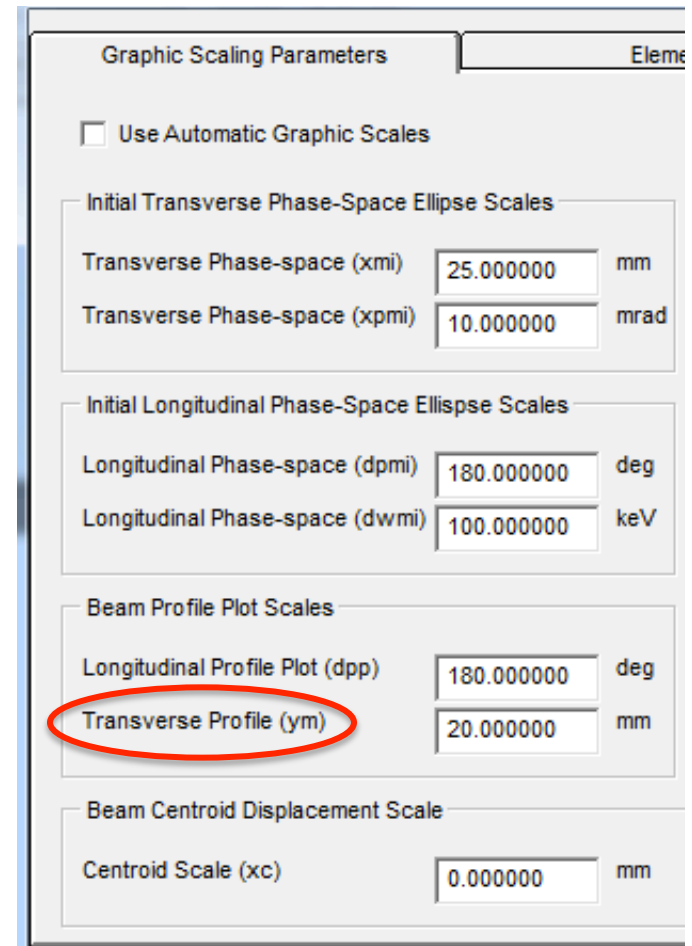 Graphic Scaling Parameters Eleme
Use Automatic Graphic Scales
Initial Transverse Phase-Space Ellipse Scales
Transverse Phase-space (xmi) 25.000000 mm
Transverse Phase-space (xpmi) 10.000000 mrad
Initial Longitudinal Phase-Space Ellispse Scales
Longitudinal Phase-space (dpmi) 180.000000 deg
Longitudinal Phase-space (dwmi) 100.000000 keV
Beam Profile Plot Scales
Longitudinal Profile Plot (dpp) 180.000000 deg
Transverse Profile (ym) 20.000000 mm
Beam Centroid Displacement Scale
Centroid Scale (xc) 0.000000 mm